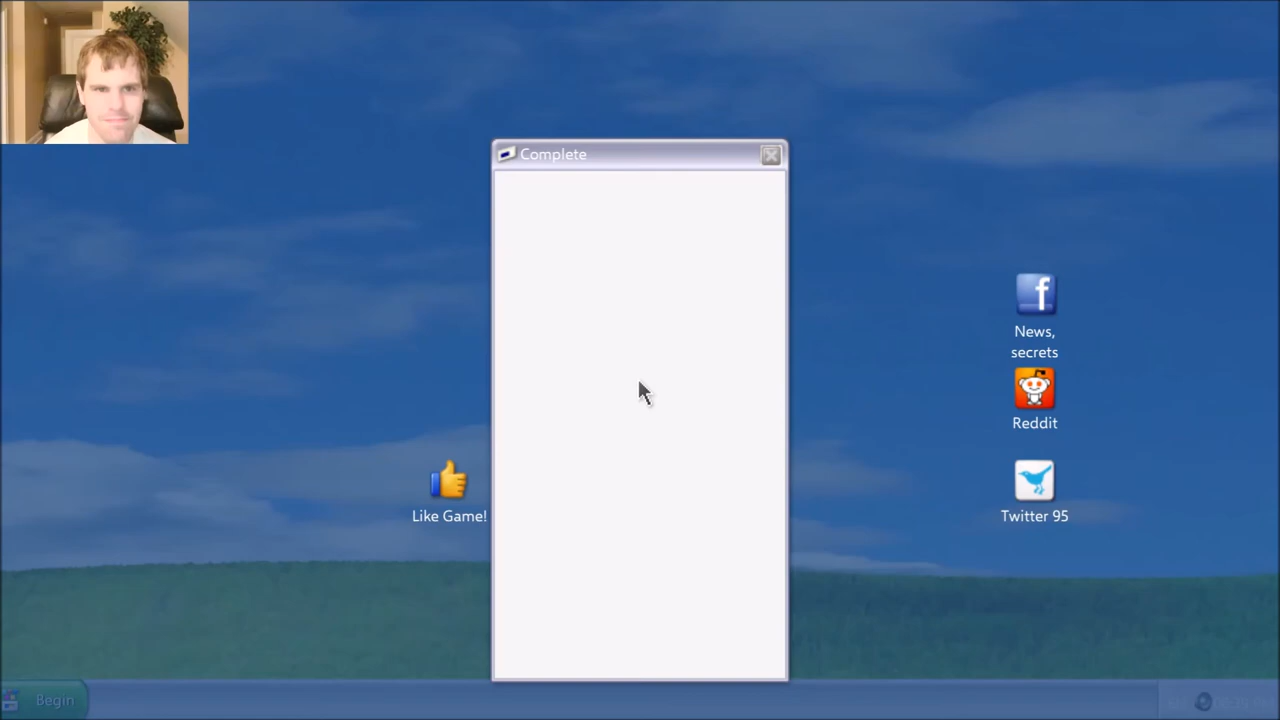 Complete
News,
secrets
Reddit
Like Game!
Twitter 95
Begin